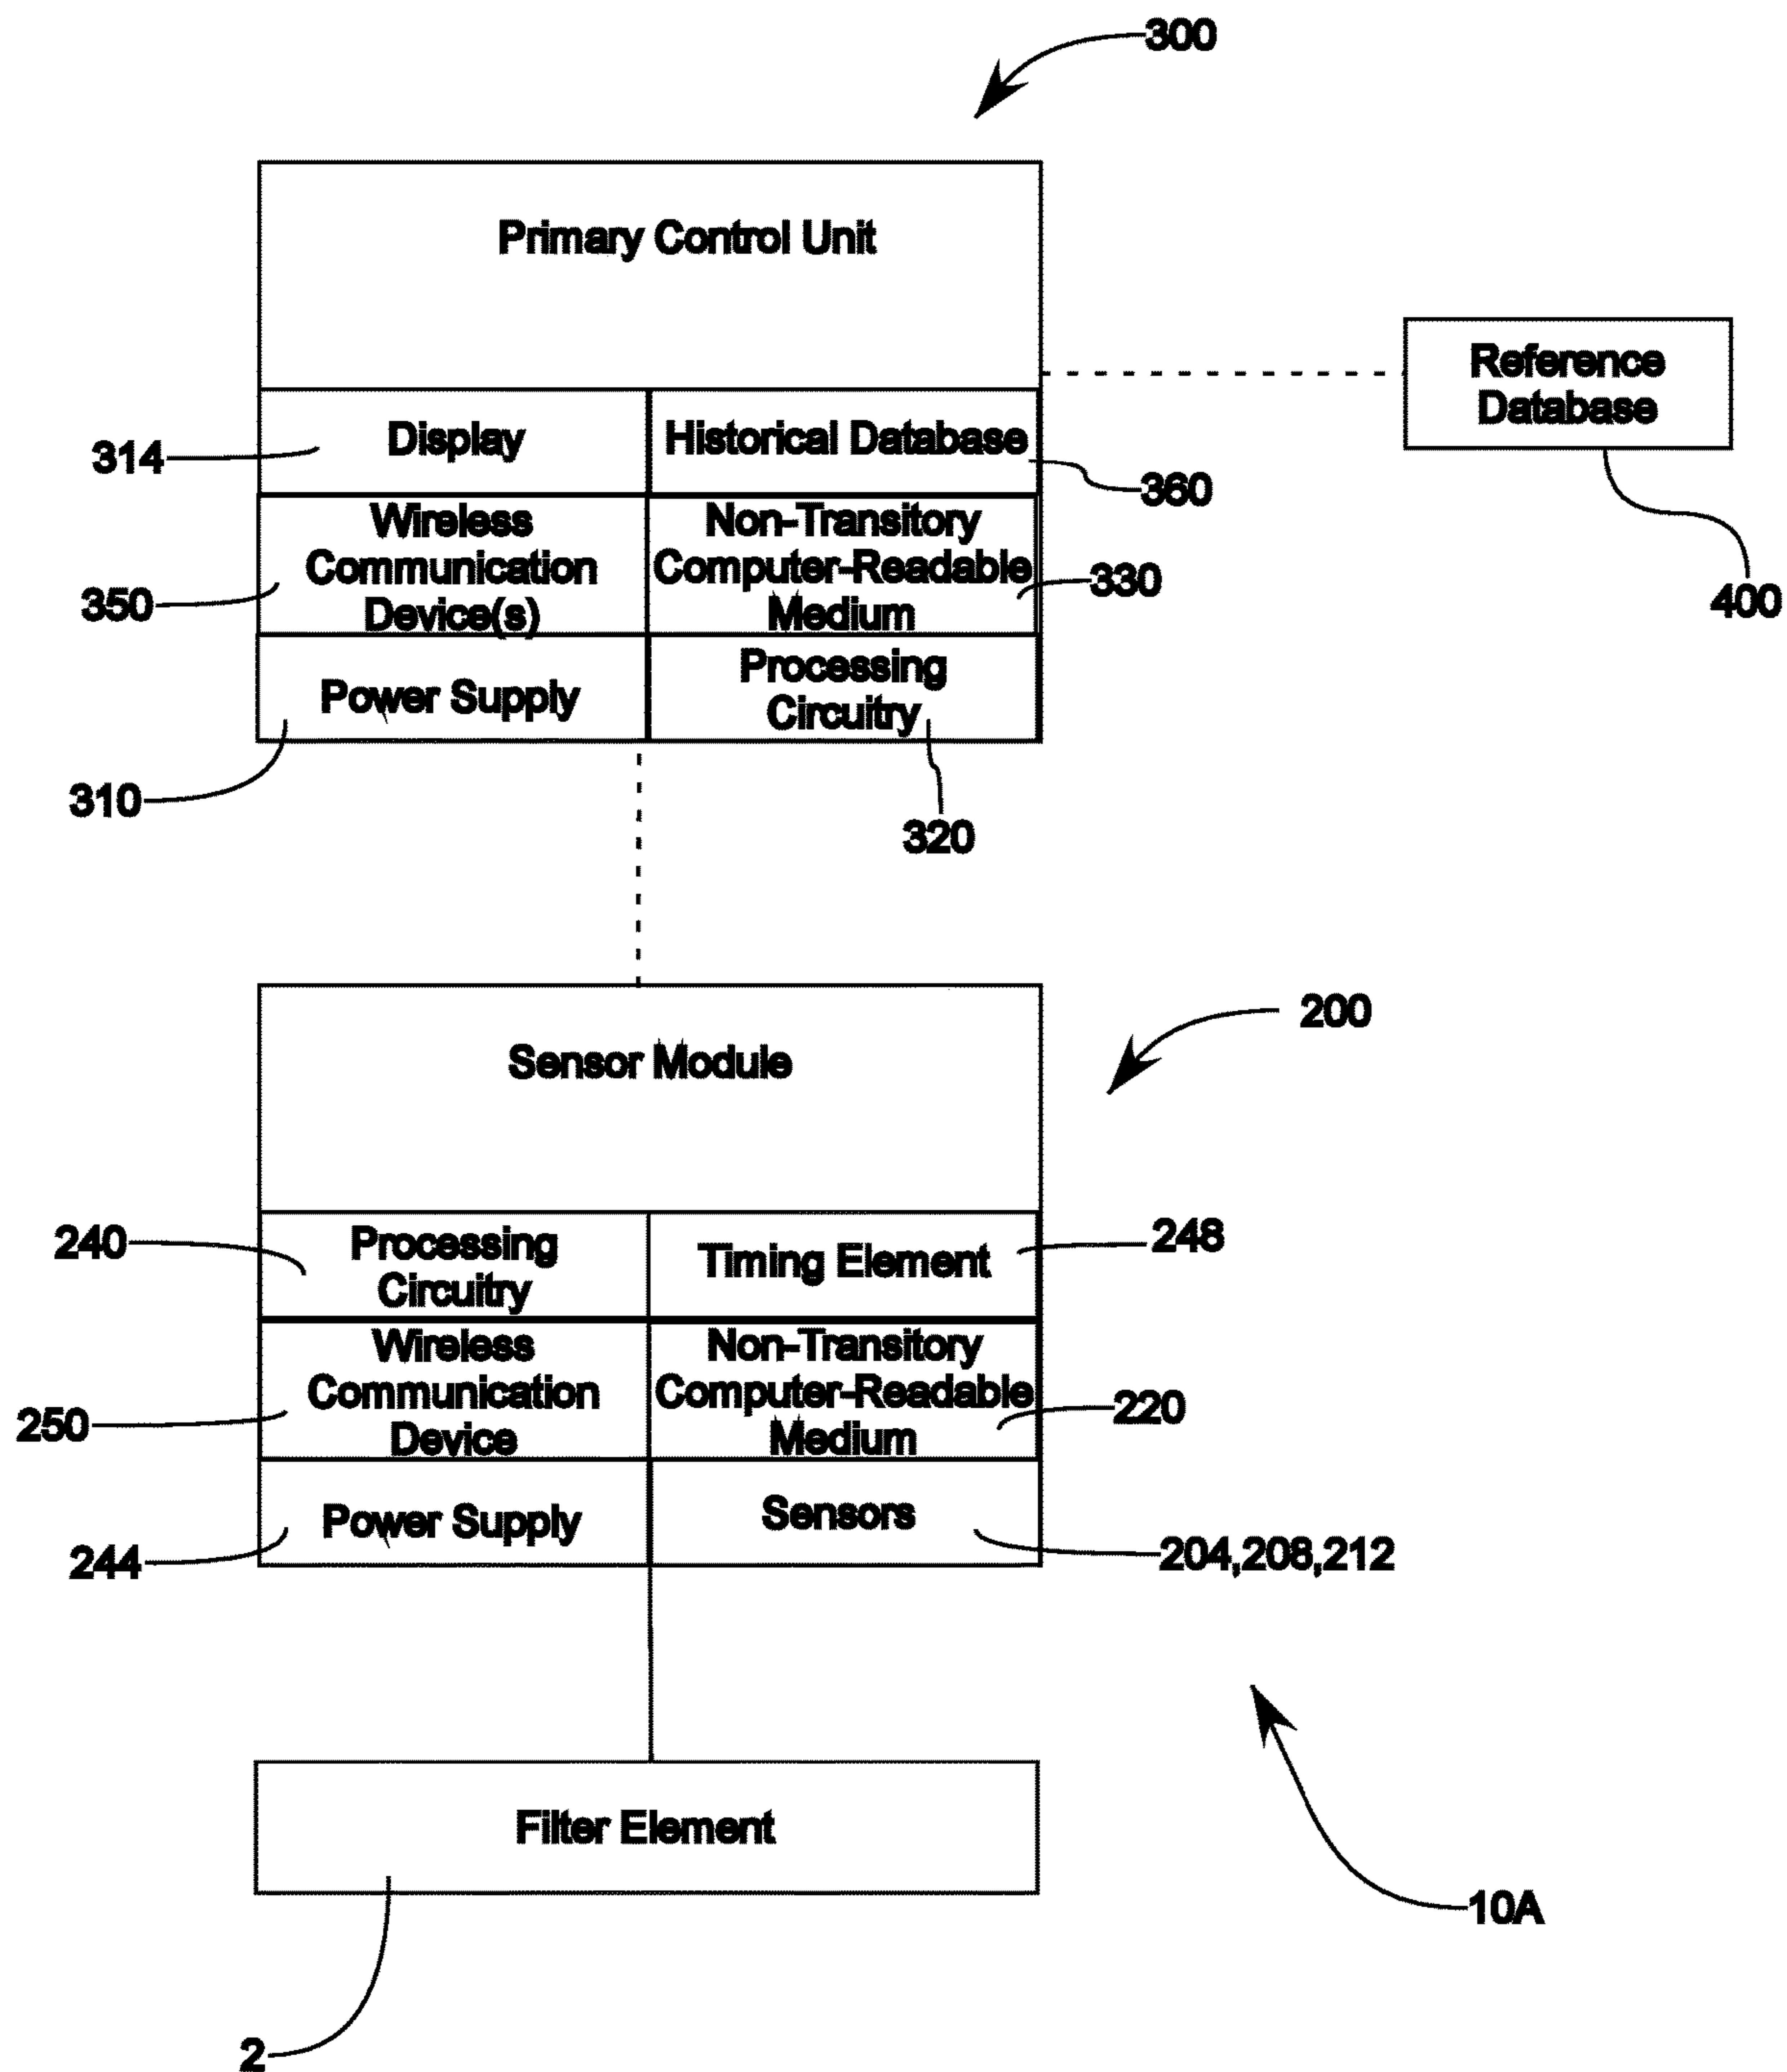 300
Primary Control Unit
Reference
Database
400
314
Display
Historical Database
360
Wireless
Communication
Device(s)
350
Non-Transitory
Computer-Readable
Medium
330
Power Supply
310
Processing
Circuitry
320
Sensor Module
200
240
Processing
Circuitry
Timing Element
248
Wireless
Communication
Device
250
Non-Transitory
Computer-Readable
Medium
220
Power Supply
244
Sensors
204,208,212
Filter Element
10A
2